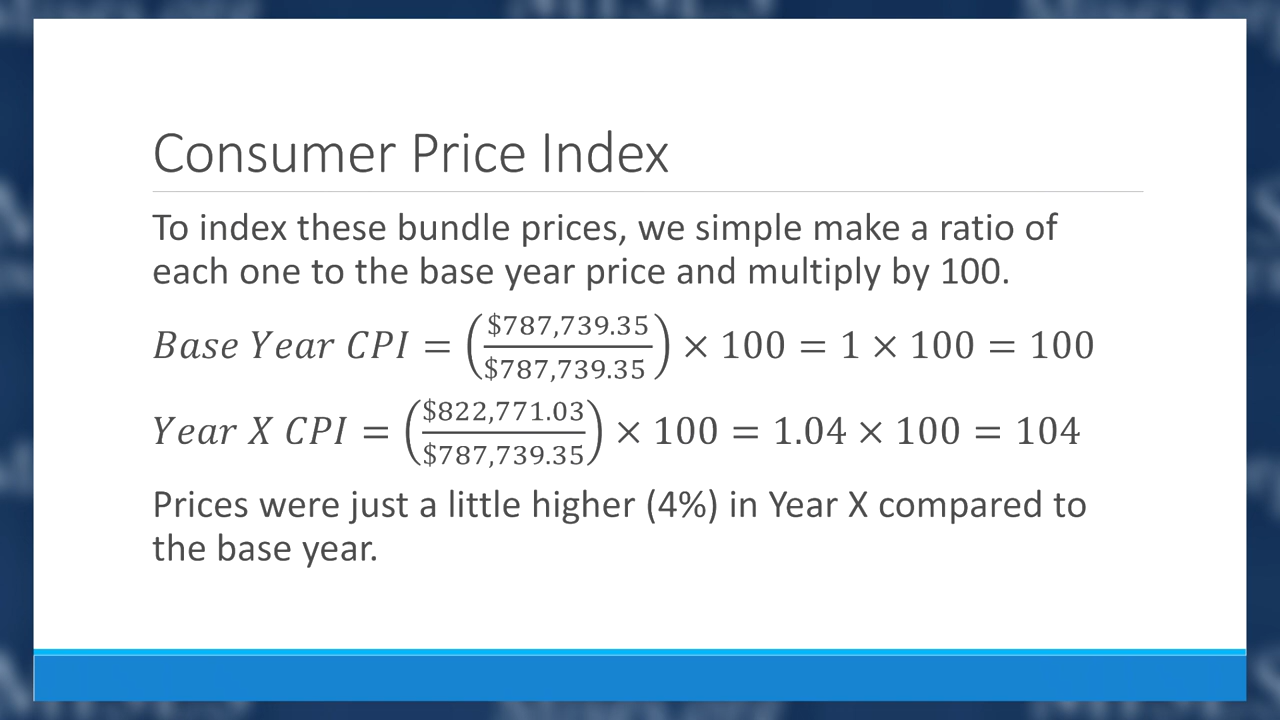 Consumer Price Index
To index these bundle prices, we simple make a ratio of
each one to the base year price and multiply by 100.
Base Year CPI = ($787,739.35 / $787,739.35) × 100 = 1 × 100 = 100
Year X CPI = ($822,771.03 / $787,739.35) × 100 = 1.04 × 100 = 104
Prices were just a little higher (4%) in Year X compared to
the base year.